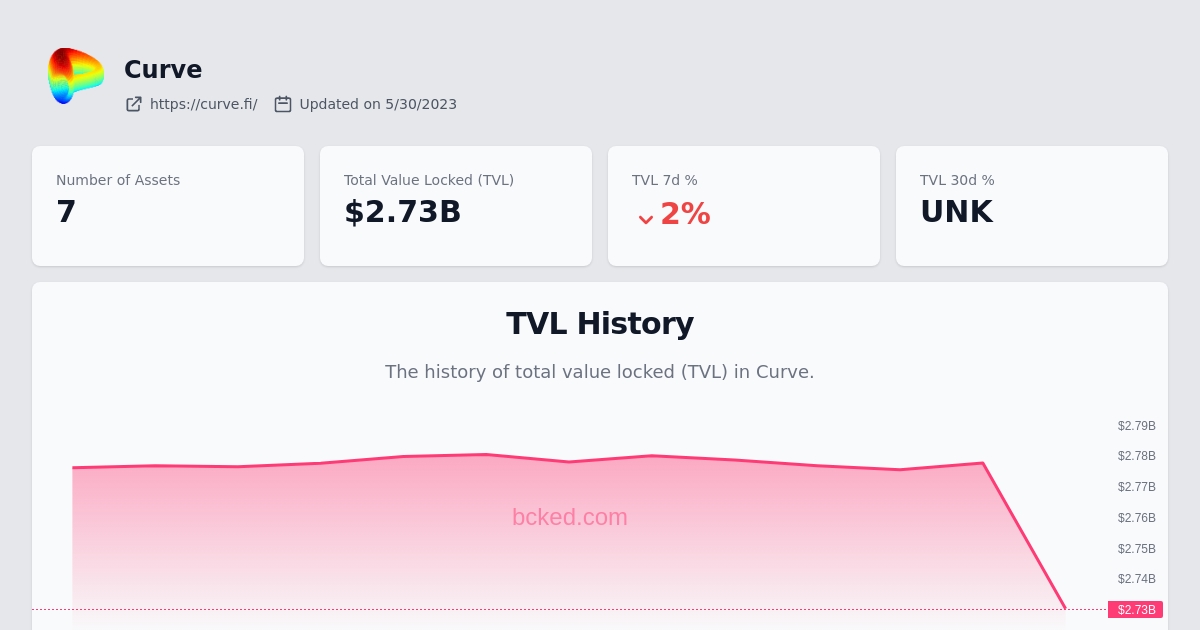 Curve
https://curve.fi/ Updated on 5/30/2023
Number of Assets
7
Total Value Locked (TVL)
$2.73B
TVL 7d %
2%
TVL 30d %
UNK
TVL History
The history of total value locked (TVL) in Curve.
$2.79B
$2.78B
$2.77B
$2.76B
$2.75B
$2.74B
$2.73B
bcked.com